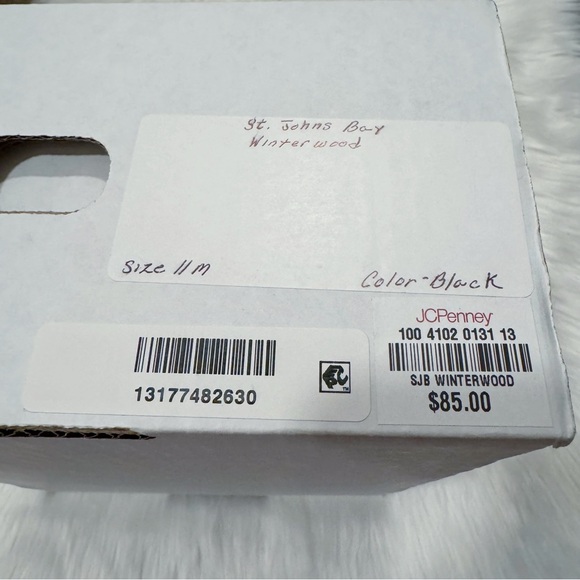 St. Johns Bay
Winterwood
Size 11M
Color-Black
JCPenney
100 4102 0131 13
SJB WINTERWOOD
$85.00
13177482630